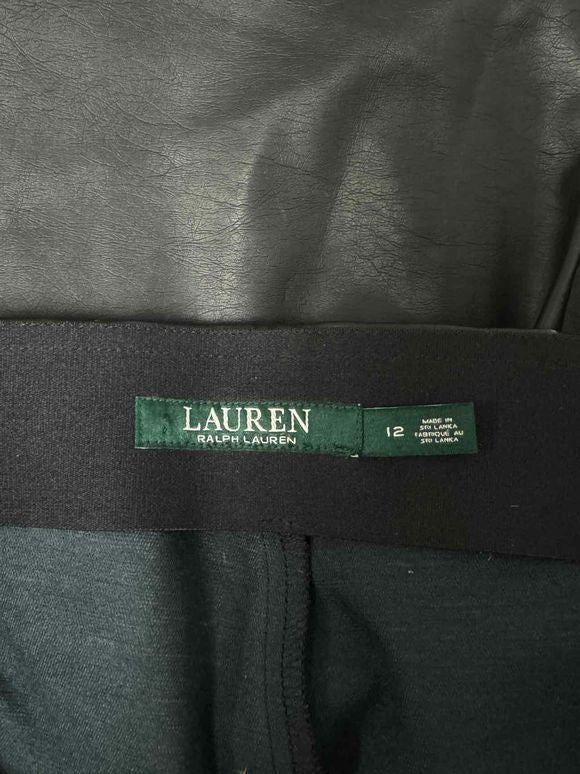 LAUREN
RALPH LAUREN
12
MADE IN
SRI LANKA
FABRIQUÉ AU
SRI LANKA